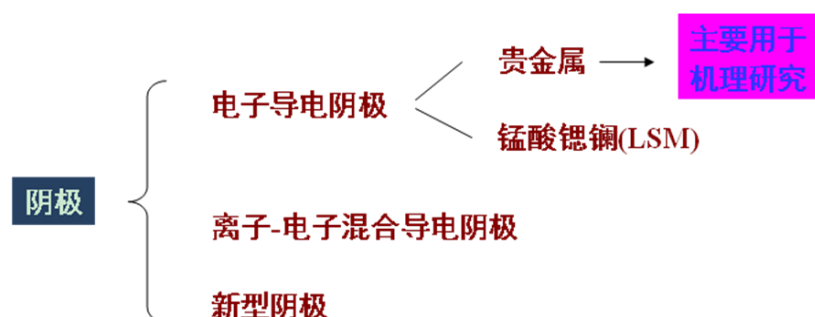 主要用于
机理研究
贵金属
电子导电阴极
锰酸锶镧(LSM)
阴极
离子-电子混合导电阴极
新型阴极